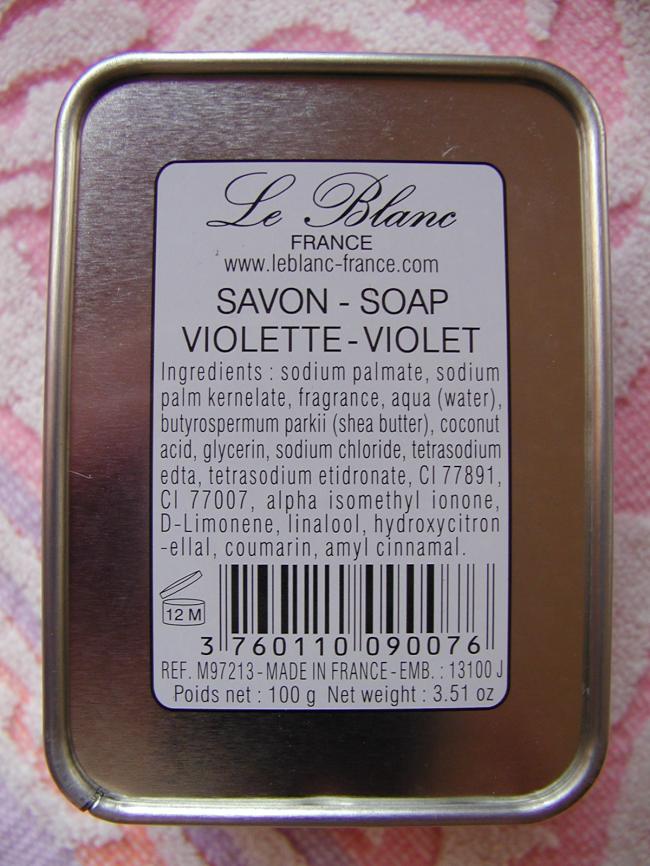 Le Blanc
FRANCE
www.leblanc-france.com
SAVON - SOAP
VIOLETTE - VIOLET
Ingredients : sodium palmate, sodium
palm kernelate, fragrance, aqua (water),
butyrospermum parkii (shea butter), coconut
acid, glycerin, sodium chloride, tetrasodium
edta, tetrasodium etidronate, CI 77891,
CI 77007, alpha isomethyl ionone,
D-Limonene, linalool, hydroxycitron
-ellal, coumarin, amyl cinnamal.
12 M
3 760110 090076
REF. M97213 - MADE IN FRANCE - EMB. : 13100 J
Poids net : 100 g Net weight : 3.51 oz